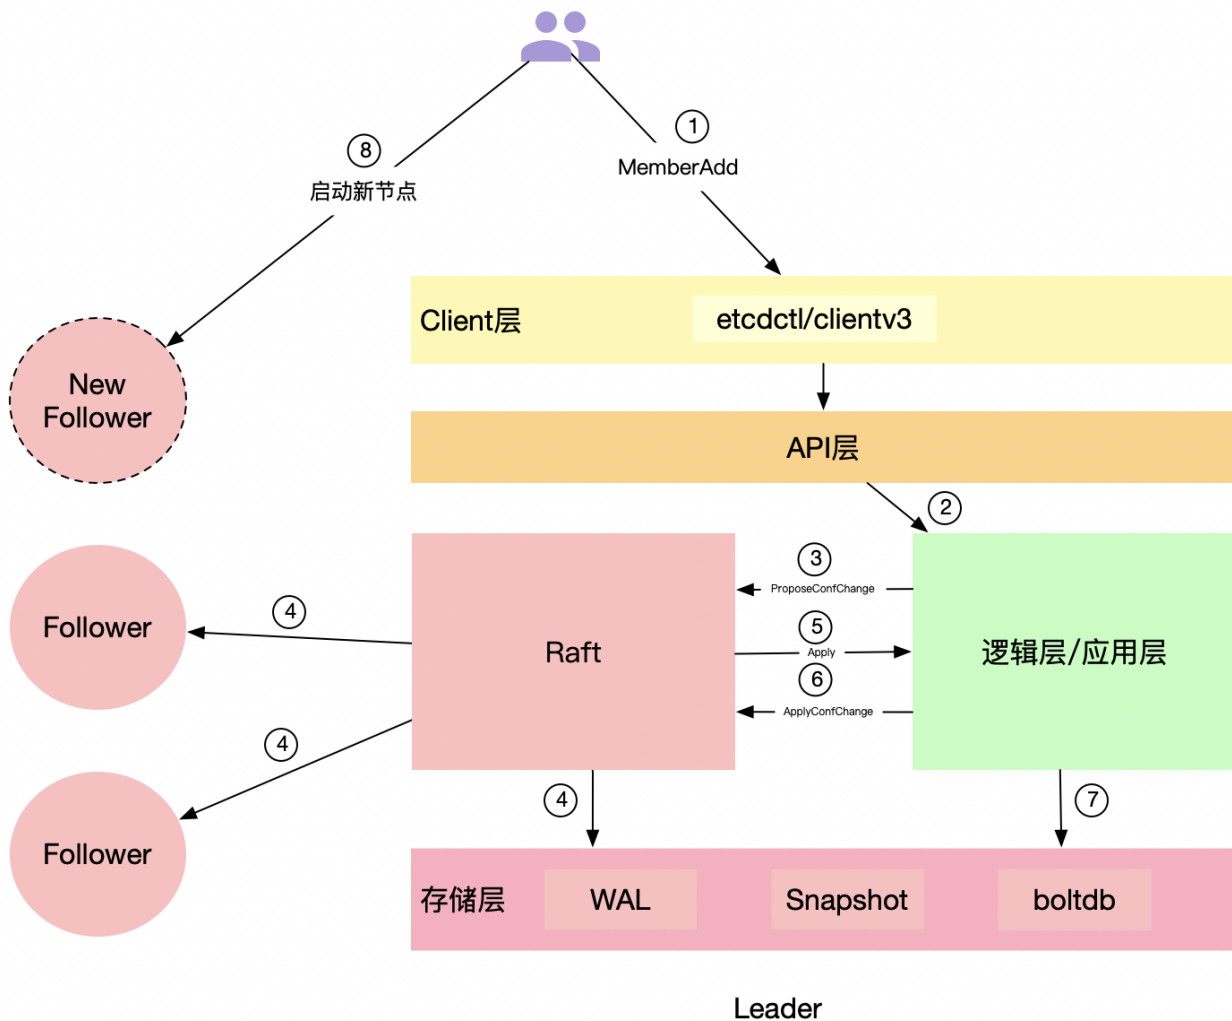 ①
MemberAdd
⑧
启动新节点
Client层
etcdctl/clientv3
New
Follower
API层
②
③
ProposeConfChange
④
Follower
⑤
Raft
Apply
逻辑层/应用层
⑥
ApplyConfChange
④
④
⑦
Follower
存储层
WAL
Snapshot
boltdb
Leader